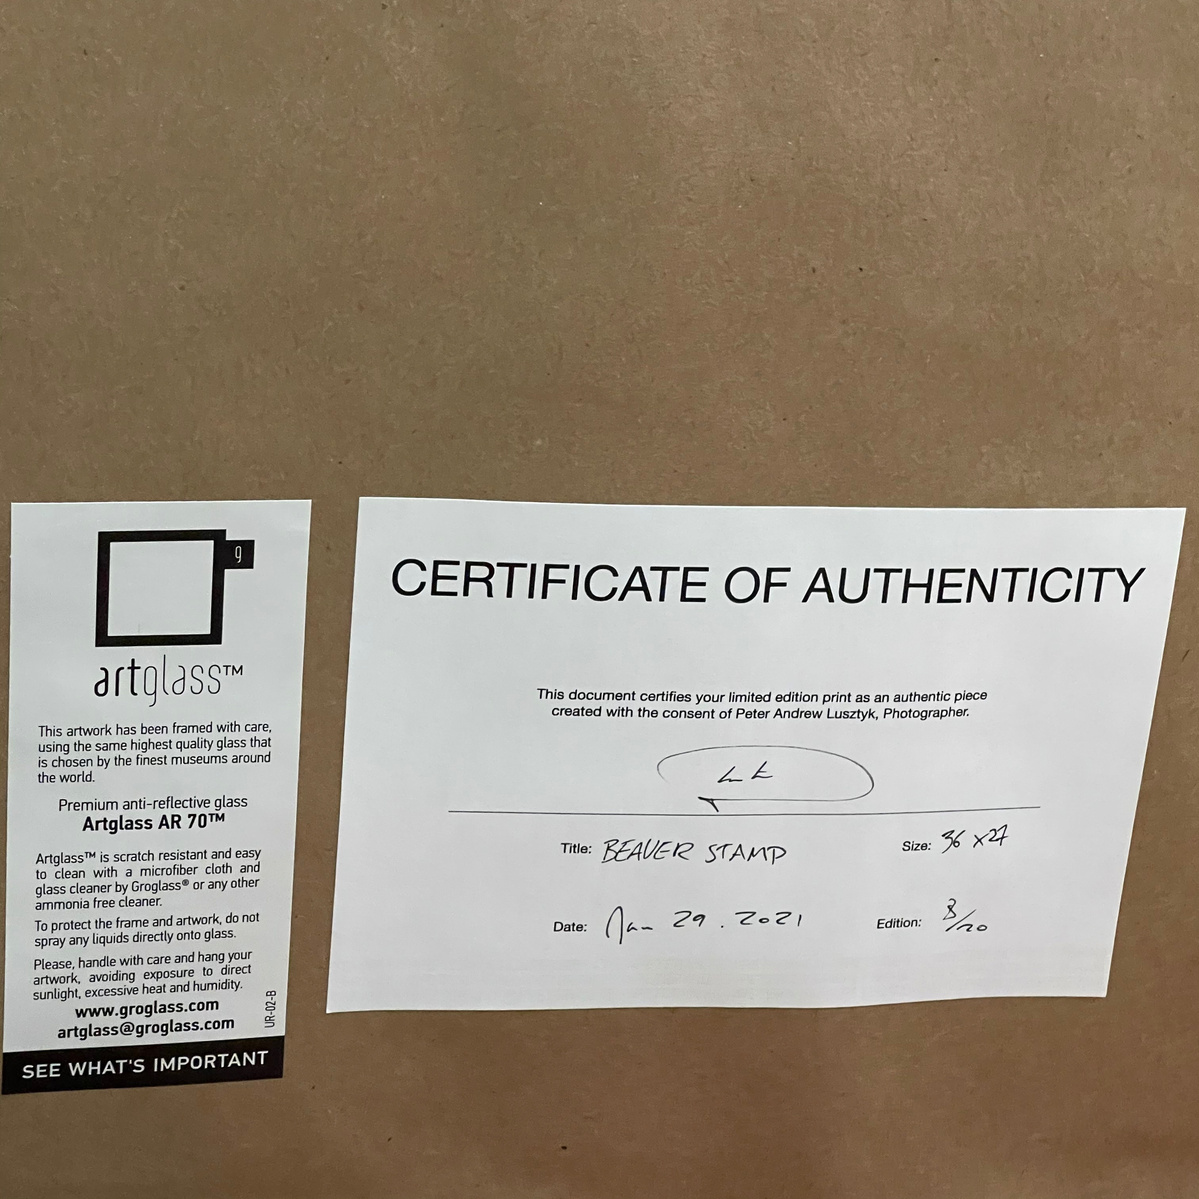 g
artglass™
This artwork has been framed with care,
using the same highest quality glass that
is chosen by the finest museums around
the world.
Premium anti-reflective glass
Artglass AR 70™
Artglass™ is scratch resistant and easy
to clean with a microfiber cloth and
glass cleaner by Groglass® or any other
ammonia free cleaner.
To protect the frame and artwork, do not
spray any liquids directly onto glass.
Please, handle with care and hang your
artwork, avoiding exposure to direct
sunlight, excessive heat and humidity.
www.groglass.com
artglass@groglass.com
UR-02-B
SEE WHAT'S IMPORTANT
CERTIFICATE OF AUTHENTICITY
This document certifies your limited edition print as an authentic piece
created with the consent of Peter Andrew Lusztyk, Photographer.
Title: BEAVER STAMP
Size: 36 x 27
Date: Jan 29. 2021
Edition: /20